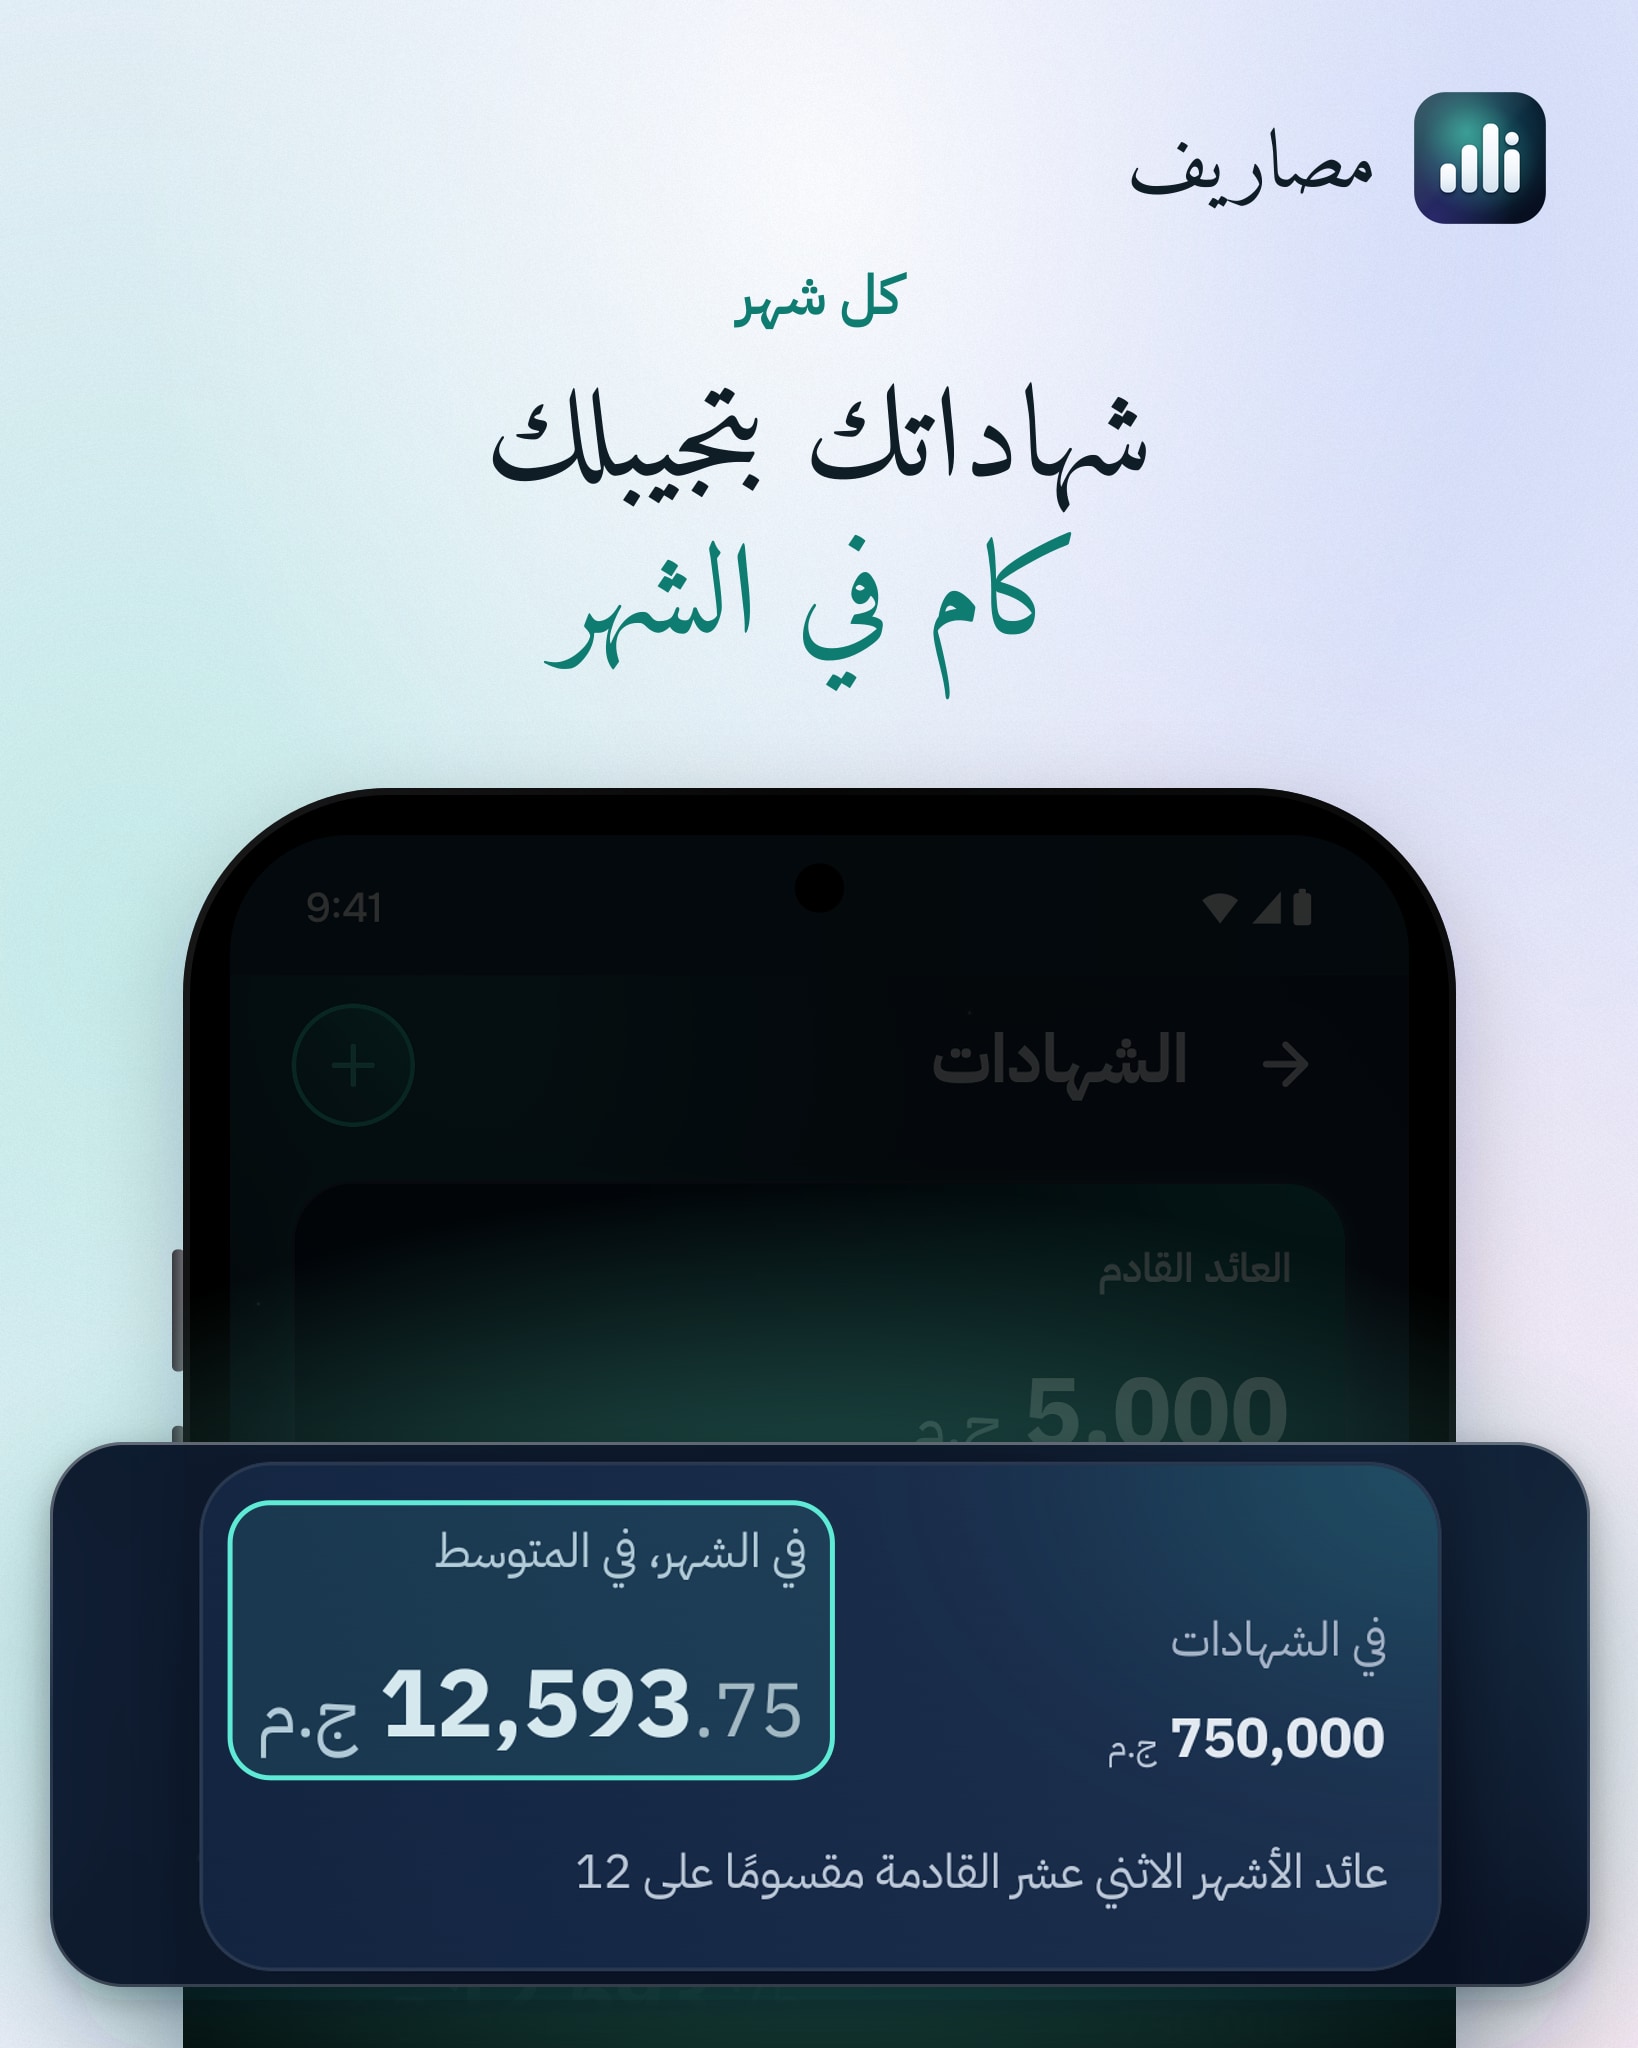 مصاريف
كل شهر
شهاداتك بتجيبلك
كام في الشهر
9:41
الشهادات
العائد القادم
5,000 ج.م
في الشهر، في المتوسط
12,593.75 ج.م
في الشهادات
750,000 ج.م
عائد الأشهر الاثني عشر القادمة مقسومًا على 12